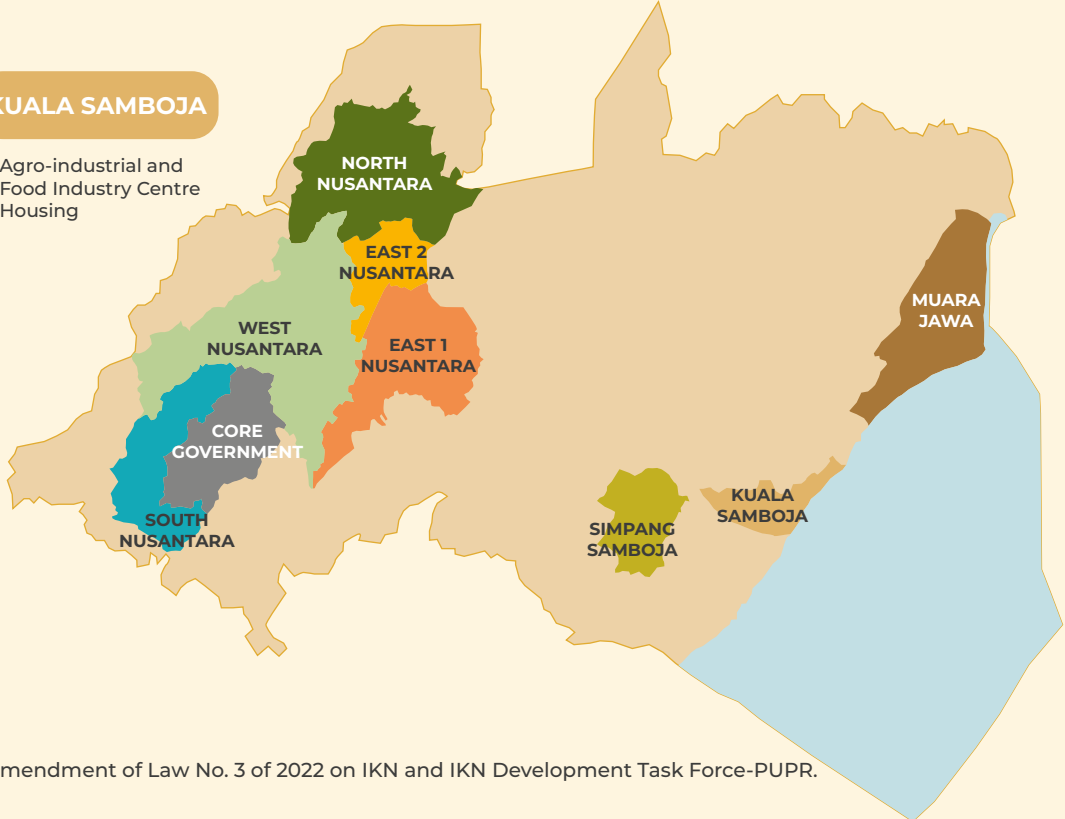 KUALA SAMBOJA
Agro-industrial and
Food Industry Centre
Housing
NORTH
NUSANTARA
EAST 2
NUSANTARA
WEST
NUSANTARA
EAST 1
NUSANTARA
CORE
GOVERNMENT
SOUTH
NUSANTARA
MUARA
JAWA
KUALA
SAMBOJA
SIMPANG
SAMBOJA
mendment of Law No. 3 of 2022 on IKN and IKN Development Task Force-PUPR.